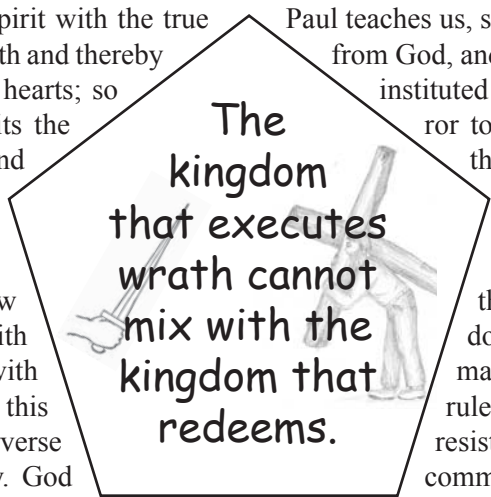 pirit with the true
th and thereby
hearts; so
its the
nd
w
ith
with
this
verse
. God
The
kingdom
that executes
wrath cannot
mix with the
kingdom that
redeems.
Paul teaches us, s
from God, and
instituted
ror to
th
th
do
ma
rule
resist
comm